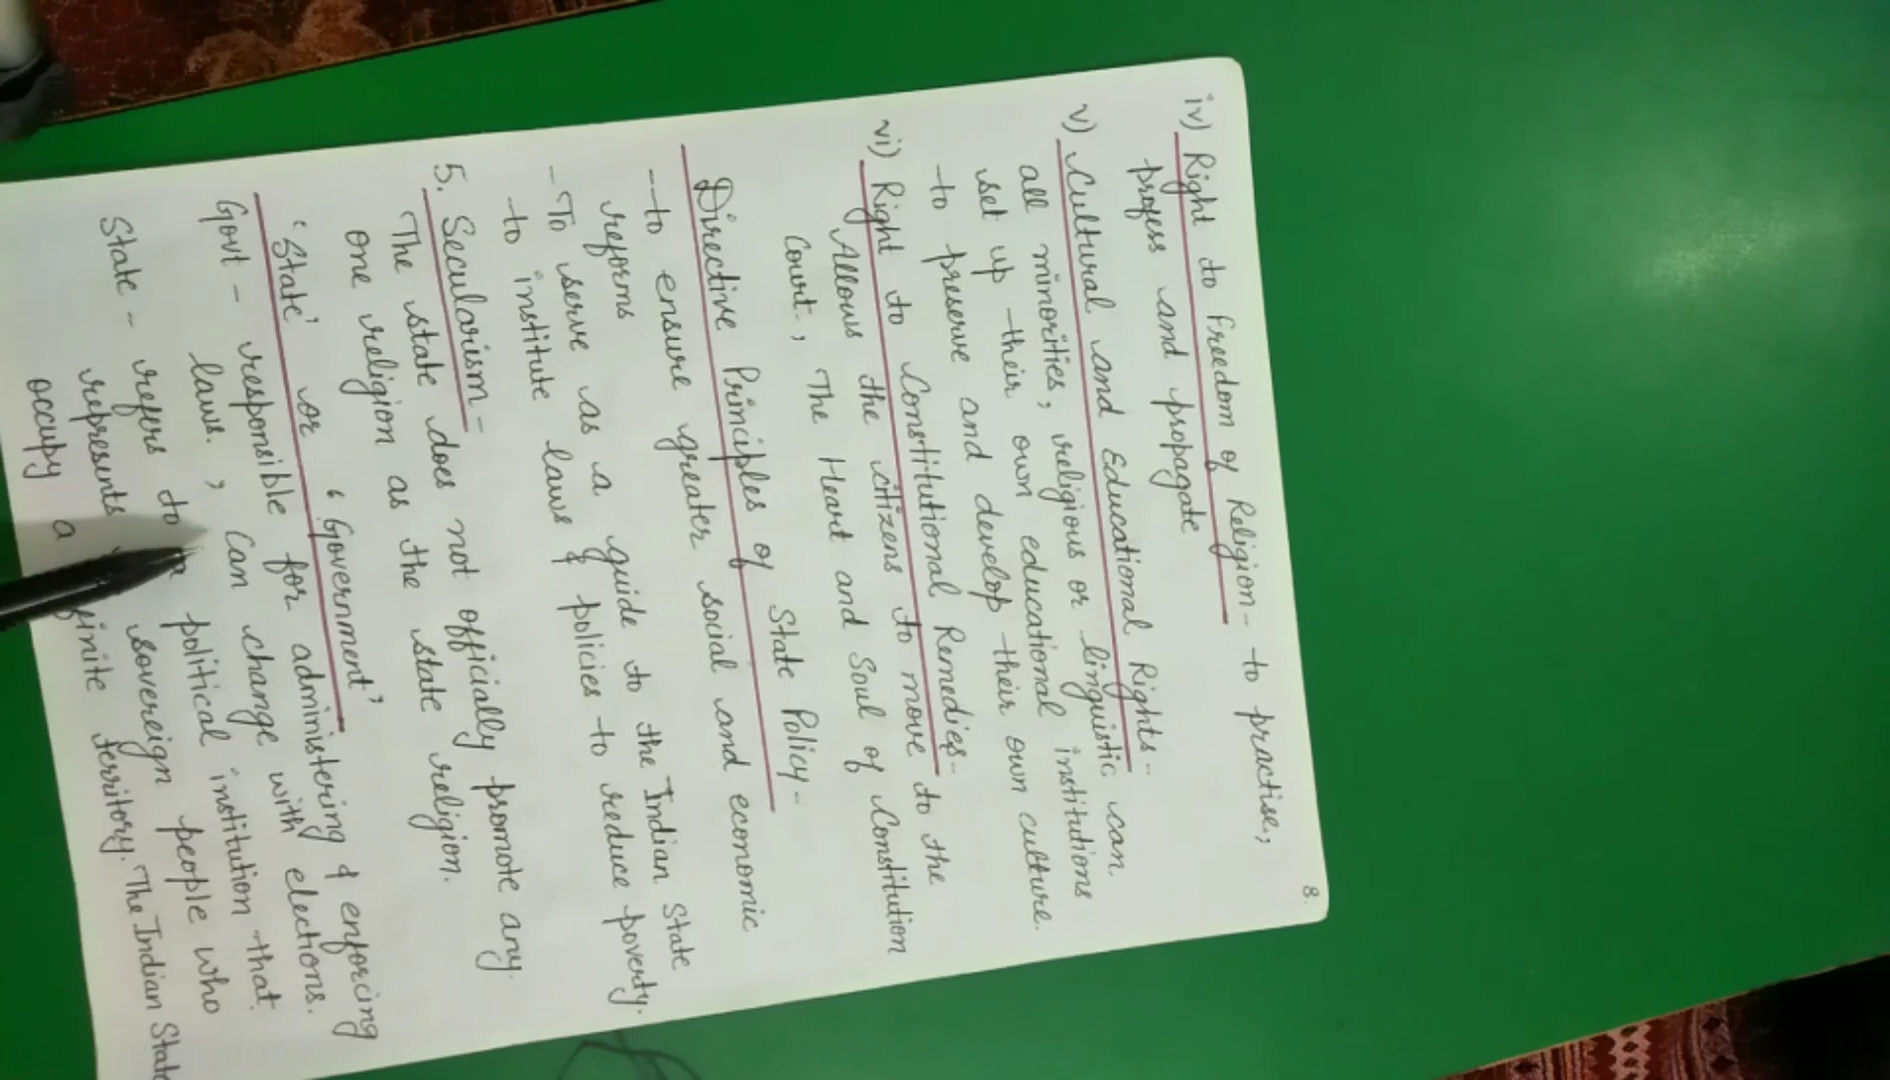 8.
iv) Right to Freedom of Religion - to practise,
profess and propagate
v) Cultural and Educational Rights -
all minorities, religious or linguistic can
set up their own educational institutions
to preserve and develop their own culture.
vi) Right to Constitutional Remedies -
Allows the citizens to move to the
Court., The Heart and Soul of Constitution
Directive Principles of State Policy -
- to ensure greater social and economic
reforms
- To serve as a guide to the Indian State
to institute laws & policies to reduce poverty.
5. Secularism -
The state does not officially promote any
one religion as the state religion.
'State' or 'Government'
Govt - responsible for administering & enforcing
laws., Can change with elections.
State - refers to political institution that
represents sovereign people who
occupy a territory. The Indian State